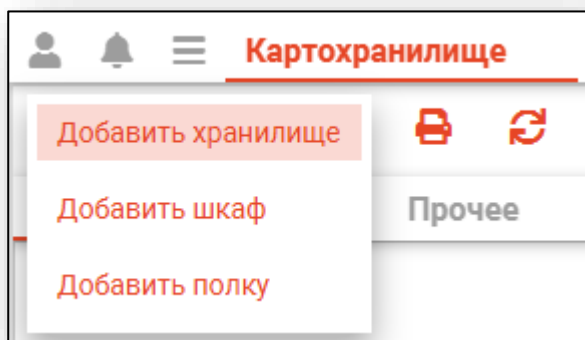 Картохранилище
Добавить хранилище
Добавить шкаф
Прочее
Добавить полку